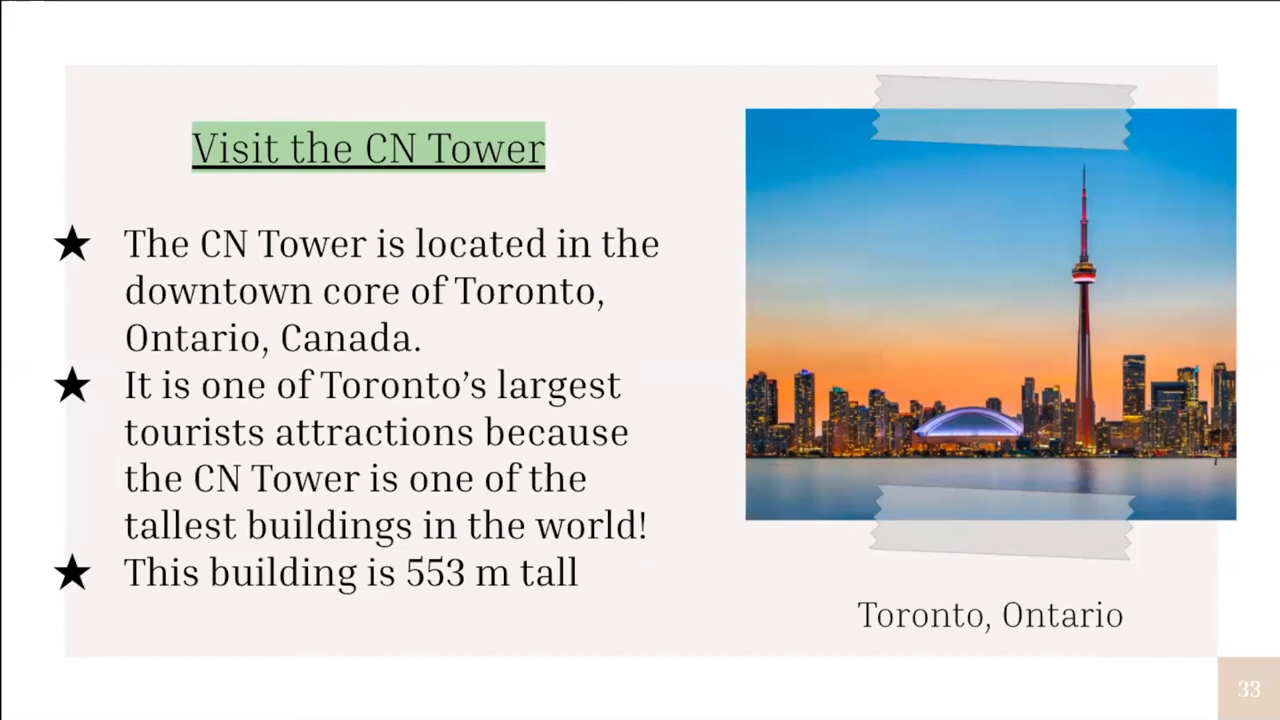 Visit the CN Tower
★ The CN Tower is located in the
downtown core of Toronto,
Ontario, Canada.
★ It is one of Toronto’s largest
tourists attractions because
the CN Tower is one of the
tallest buildings in the world!
★ This building is 553 m tall
Toronto, Ontario
33